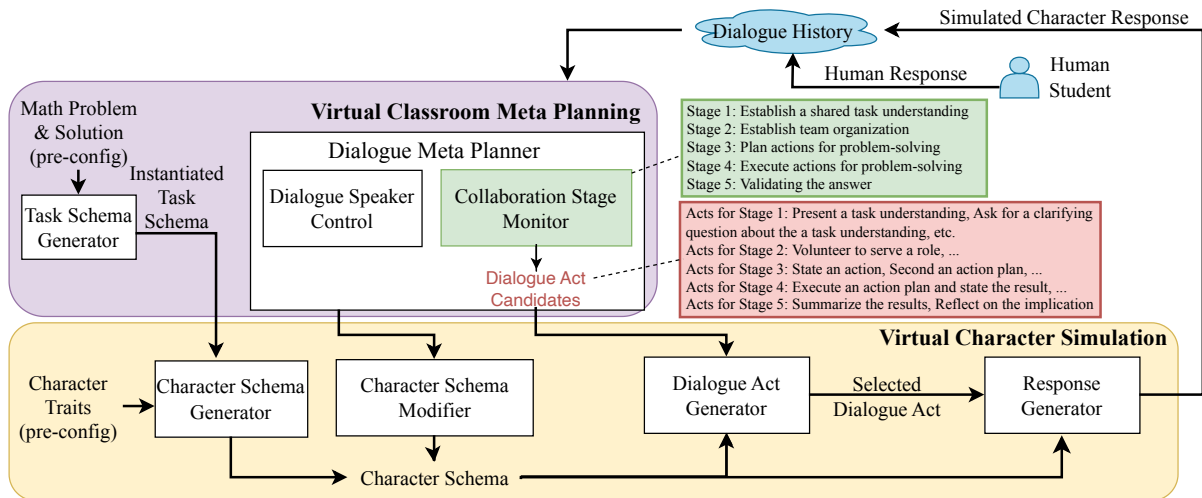 Simulated Character Response
Dialogue History
Human Response
Human
Student
Math Problem
& Solution
(pre-config)
Virtual Classroom Meta Planning
Instantiated
Task
Schema
Task Schema
Generator
Dialogue Meta Planner
Dialogue Speaker
Control
Collaboration Stage
Monitor
Dialogue Act
Candidates
Stage 1: Establish a shared task understanding
Stage 2: Establish team organization
Stage 3: Plan actions for problem-solving
Stage 4: Execute actions for problem-solving
Stage 5: Validating the answer
Acts for Stage 1: Present a task understanding, Ask for a clarifying
question about the a task understanding, etc.
Acts for Stage 2: Volunteer to serve a role, ...
Acts for Stage 3: State an action, Second an action plan, ...
Acts for Stage 4: Execute an action plan and state the result, ...
Acts for Stage 5: Summarize the results, Reflect on the implication
Virtual Character Simulation
Character
Traits
(pre-config)
Character Schema
Generator
Character Schema
Modifier
Dialogue Act
Generator
Selected
Dialogue Act
Response
Generator
Character Schema